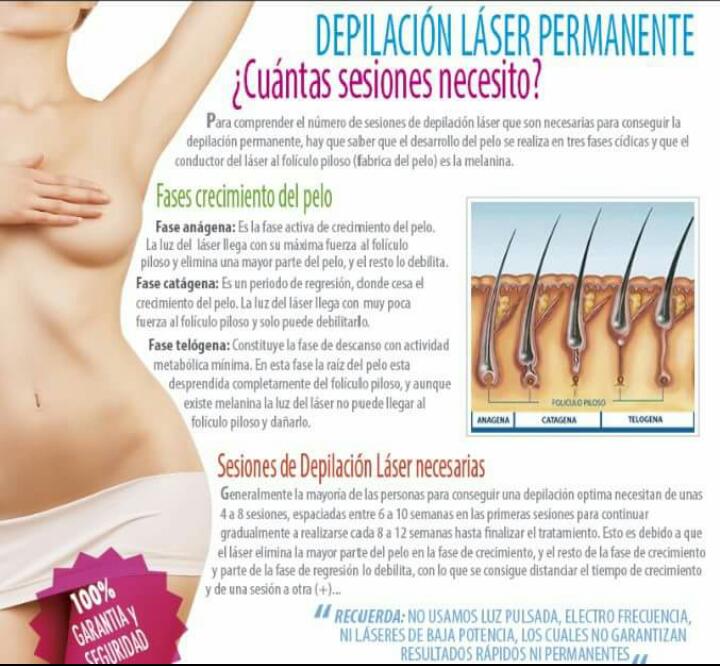 DEPILACIÓN LÁSER PERMANENTE
¿Cuántas sesiones necesito?
Para comprender el número de sesiones de depilación láser que son necesarias para conseguir la
depilación permanente, hay que saber que el desarrollo del pelo se realiza en tres fases cíclicas y que el
conductor del láser al folículo piloso (fabrica del pelo) es la melanina.
Fases crecimiento del pelo
Fase anágena: Es la fase activa de crecimiento del pelo.
La luz del láser llega con su máxima fuerza al folículo
piloso y elimina una mayor parte del pelo, y el resto lo debilita.
Fase catágena: Es un periodo de regresión, donde cesa el
crecimiento del pelo. La luz del láser llega con muy poca
fuerza al folículo piloso y solo puede debilitarlo.
Fase telógena: Constituye la fase de descanso con actividad
metabólica mínima. En esta fase la raíz del pelo esta
desprendida completamente del folículo piloso, y aunque
existe melanina la luz del láser no puede llegar al
folículo piloso y dañarlo.
FOLICULO PILOSO
ANAGENA CATAGENA TELOGENA
Sesiones de Depilación Láser necesarias
Generalmente la mayoría de las personas para conseguir una depilación optima necesitan de unas
4 a 8 sesiones, espaciadas entre 6 a 10 semanas en las primeras sesiones para continuar
gradualmente a realizarse cada 8 a 12 semanas hasta finalizar el tratamiento. Esto es debido a que
el láser elimina la mayor parte del pelo en la fase de crecimiento, y el resto de la fase de crecimiento
y parte de la fase de regresión lo debilita, con lo que se consigue distanciar el tiempo de crecimiento
y de una sesión a otra (+)...
100%
GARANTIA y
SEGURIDAD
“ RECUERDA: NO USAMOS LUZ PULSADA, ELECTRO FRECUENCIA,
NI LÁSERES DE BAJA POTENCIA, LOS CUALES NO GARANTIZAN
RESULTADOS RÁPIDOS NI PERMANENTES „